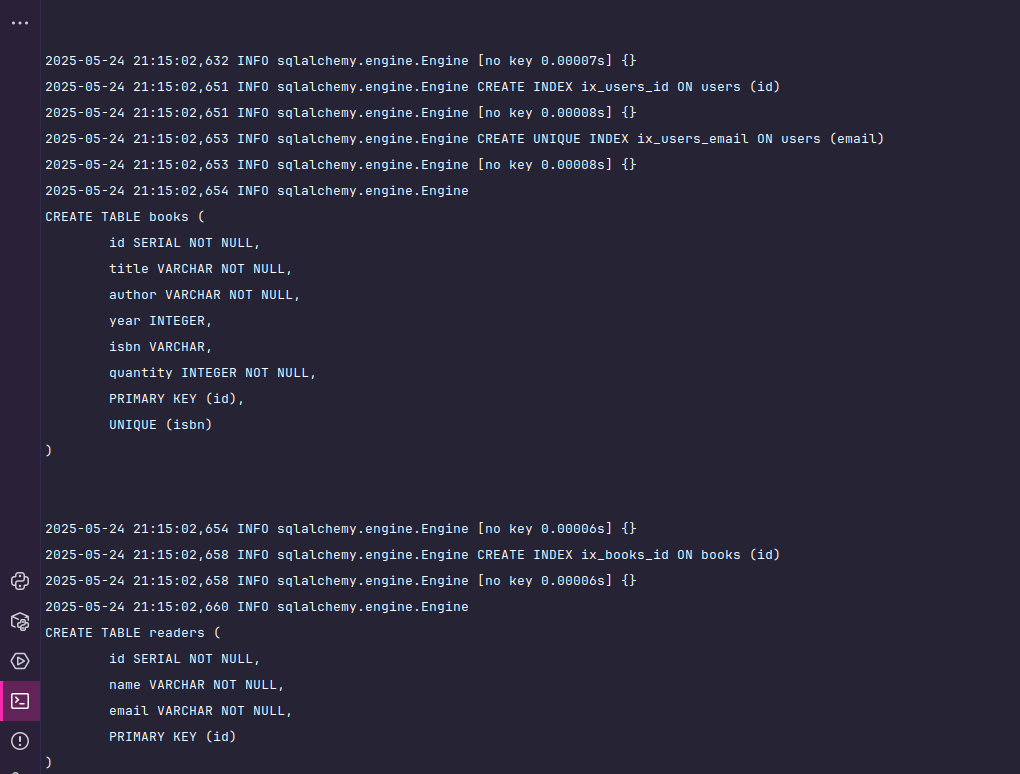 2025-05-24 21:15:02,632 INFO sqlalchemy.engine.Engine [no key 0.00007s] {}
2025-05-24 21:15:02,651 INFO sqlalchemy.engine.Engine CREATE INDEX ix_users_id ON users (id)
2025-05-24 21:15:02,651 INFO sqlalchemy.engine.Engine [no key 0.00008s] {}
2025-05-24 21:15:02,653 INFO sqlalchemy.engine.Engine CREATE UNIQUE INDEX ix_users_email ON users (email)
2025-05-24 21:15:02,653 INFO sqlalchemy.engine.Engine [no key 0.00008s] {}
2025-05-24 21:15:02,654 INFO sqlalchemy.engine.Engine
CREATE TABLE books (
        id SERIAL NOT NULL,
        title VARCHAR NOT NULL,
        author VARCHAR NOT NULL,
        year INTEGER,
        isbn VARCHAR,
        quantity INTEGER NOT NULL,
        PRIMARY KEY (id),
        UNIQUE (isbn)
)
2025-05-24 21:15:02,654 INFO sqlalchemy.engine.Engine [no key 0.00006s] {}
2025-05-24 21:15:02,658 INFO sqlalchemy.engine.Engine CREATE INDEX ix_books_id ON books (id)
2025-05-24 21:15:02,658 INFO sqlalchemy.engine.Engine [no key 0.00006s] {}
2025-05-24 21:15:02,660 INFO sqlalchemy.engine.Engine
CREATE TABLE readers (
        id SERIAL NOT NULL,
        name VARCHAR NOT NULL,
        email VARCHAR NOT NULL,
        PRIMARY KEY (id)
)